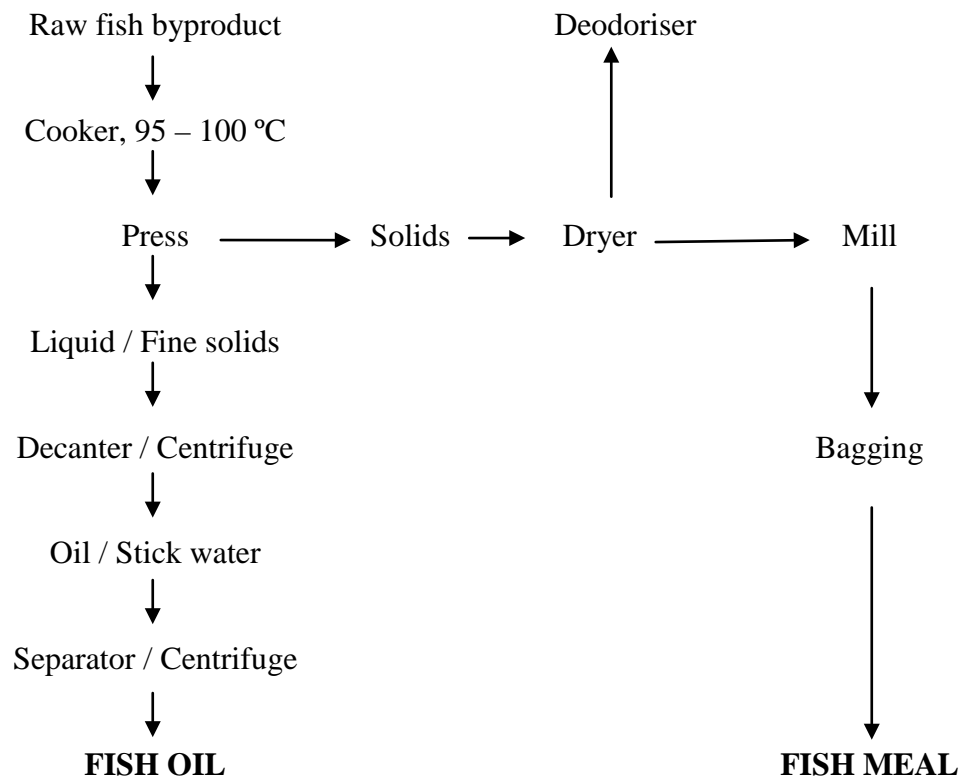 Raw fish byproduct
Deodoriser
Cooker, 95 – 100 ºC
Press
Solids
Dryer
Mill
Liquid / Fine solids
Decanter / Centrifuge
Bagging
Oil / Stick water
Separator / Centrifuge
FISH OIL
FISH MEAL